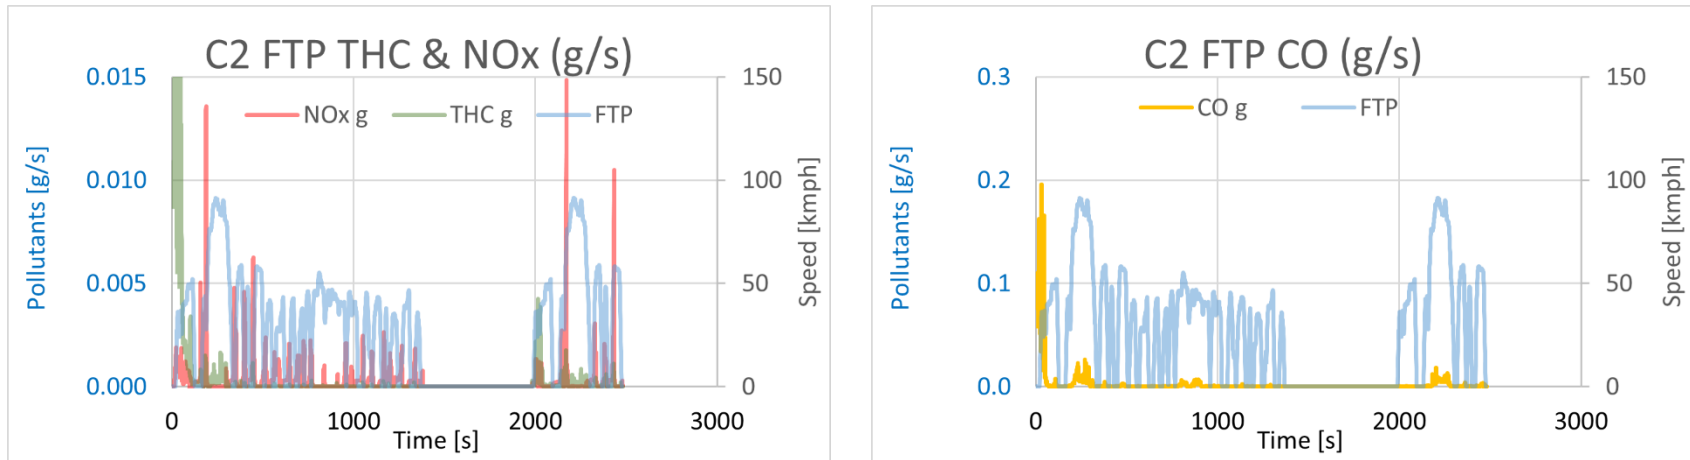 C2 FTP THC & NOx (g/s)
0.015
0.010
0.005
0.000
Pollutants [g/s]
NOx g
THC g
FTP
150
100
50
0
Speed [kmph]
0
1000
2000
3000
Time [s]
C2 FTP CO (g/s)
0.3
0.2
0.1
0.0
Pollutants [g/s]
CO g
FTP
150
100
50
0
Speed [kmph]
0
1000
2000
3000
Time [s]